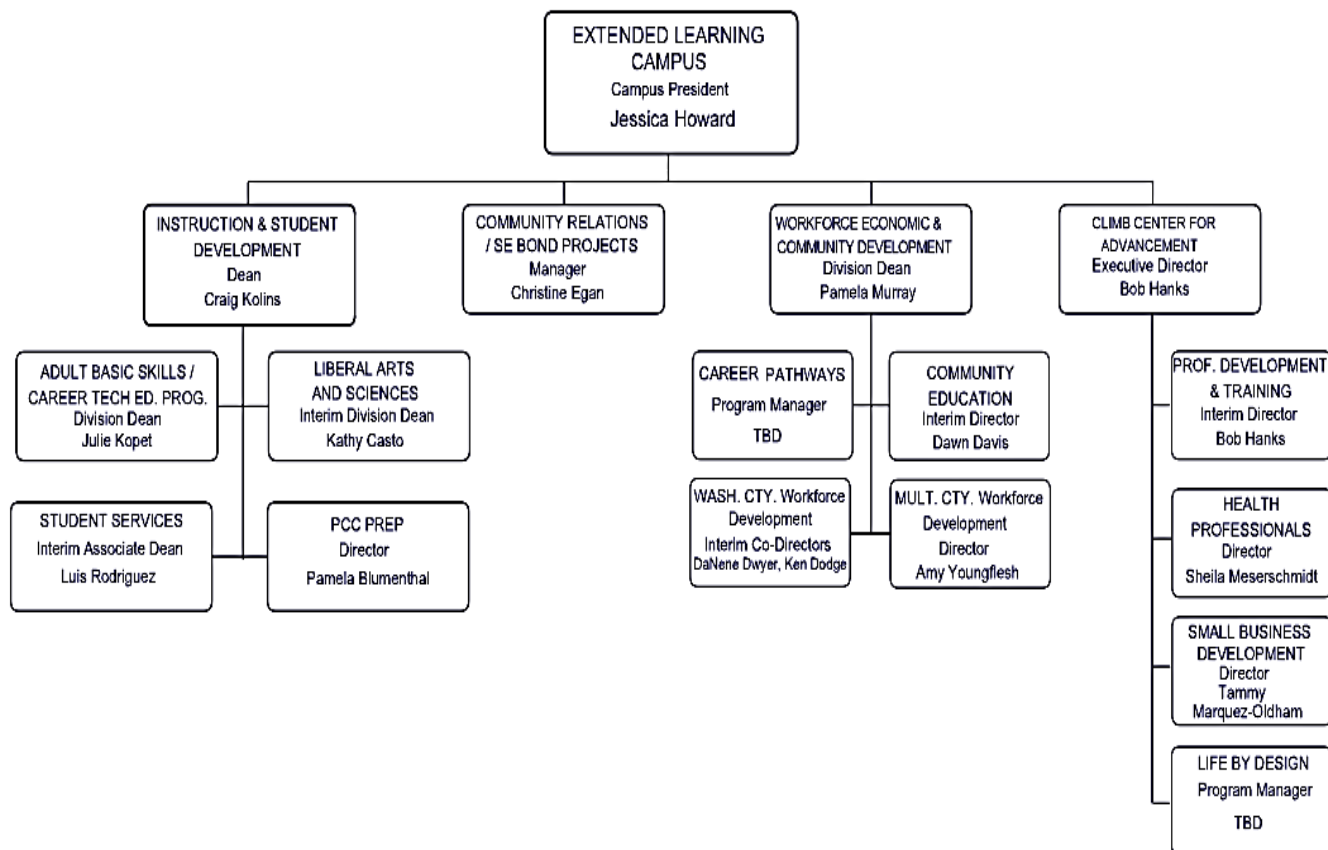 EXTENDED LEARNING
CAMPUS
Campus President
Jessica Howard
INSTRUCTION & STUDENT
DEVELOPMENT
Dean
Craig Kolins
COMMUNITY RELATIONS
/ SE BOND PROJECTS
Manager
Christine Egan
WORKFORCE ECONOMIC &
COMMUNITY DEVELOPMENT
Division Dean
Pamela Murray
CLIMB CENTER FOR
ADVANCEMENT
Executive Director
Bob Hanks
ADULT BASIC SKILLS /
CAREER TECH ED. PROG.
Division Dean
Julie Kopet
LIBERAL ARTS
AND SCIENCES
Interim Division Dean
Kathy Casto
CAREER PATHWAYS
Program Manager
TBD
COMMUNITY
EDUCATION
Interim Director
Dawn Davis
PROF. DEVELOPMENT
& TRAINING
Interim Director
Bob Hanks
STUDENT SERVICES
Interim Associate Dean
Luis Rodriguez
PCC PREP
Director
Pamela Blumenthal
WASH. CTY. Workforce
Development
Interim Co-Directors
DaNene Dwyer, Ken Dodge
MULT. CTY. Workforce
Development
Director
Amy Youngflesh
HEALTH
PROFESSIONALS
Director
Sheila Meserschmidt
SMALL BUSINESS
DEVELOPMENT
Director
Tammy
Marquez-Oldham
LIFE BY DESIGN
Program Manager
TBD